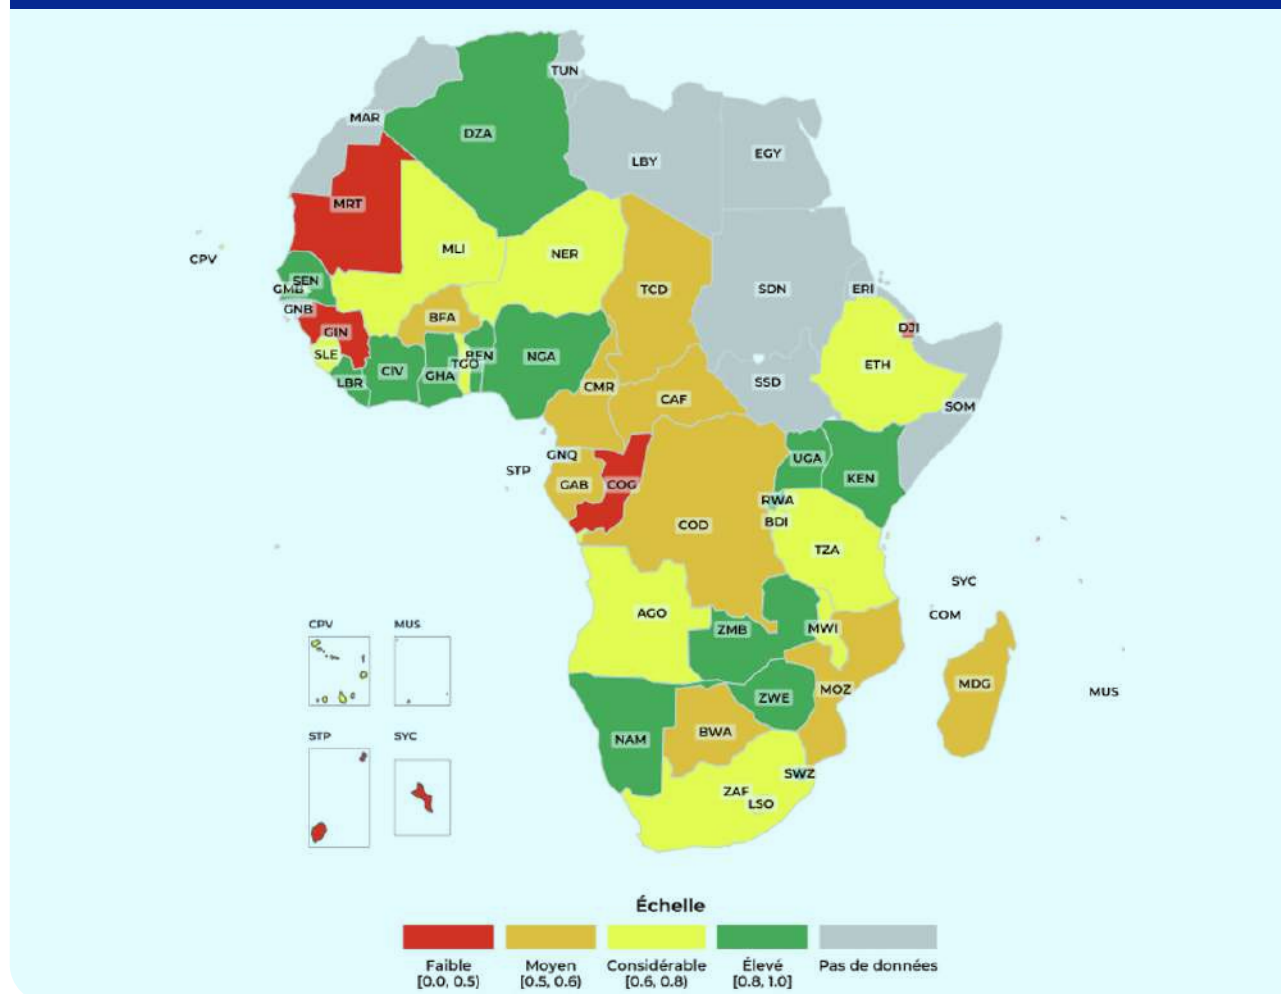 TUN
MAR
DZA
LBY
EGY
MRT
MLI
NER
CPV
TCD
SDN
ERI
SEN
GMB
GNB
GIN
BFA
DJI
SLE
BEN
NGA
ETH
TGO
CIV
GHA
LBR
CMR
CAF
SSD
SOM
GNQ
STP
UGA
GAB
COG
KEN
RWA
COD
BDI
TZA
SYC
COM
AGO
ZMB
MWI
CPV
MUS
MDG
MOZ
MUS
ZWE
BWA
NAM
STP
SYC
SWZ
ZAF
LSO
Échelle
Faible
Moyen
Considérable
Élevé
Pas de données
[0.0, 0.5)
[0.5, 0.6)
[0.6, 0.8)
[0.8, 1.0]